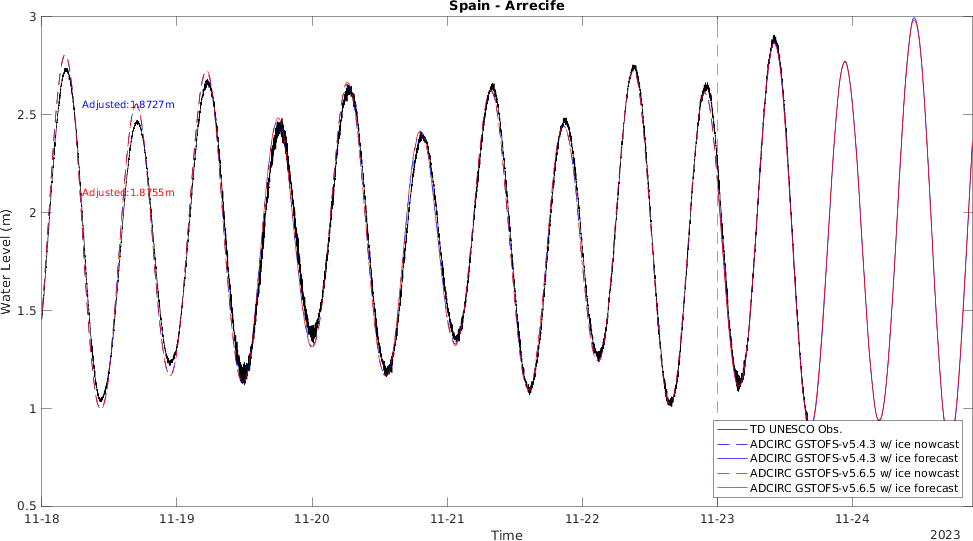 Spain - Arrecife
3
2.5
2
1.5
1
0.5
Water Level (m)
Adjusted:1.8727m
Adjusted:1.8755m
TD UNESCO Obs.
ADCIRC GSTOFS-v5.4.3 w/ ice nowcast
ADCIRC GSTOFS-v5.4.3 w/ ice forecast
ADCIRC GSTOFS-v5.6.5 w/ ice nowcast
ADCIRC GSTOFS-v5.6.5 w/ ice forecast
11-18 11-19 11-20 11-21 11-22 11-23 11-24
Time
2023